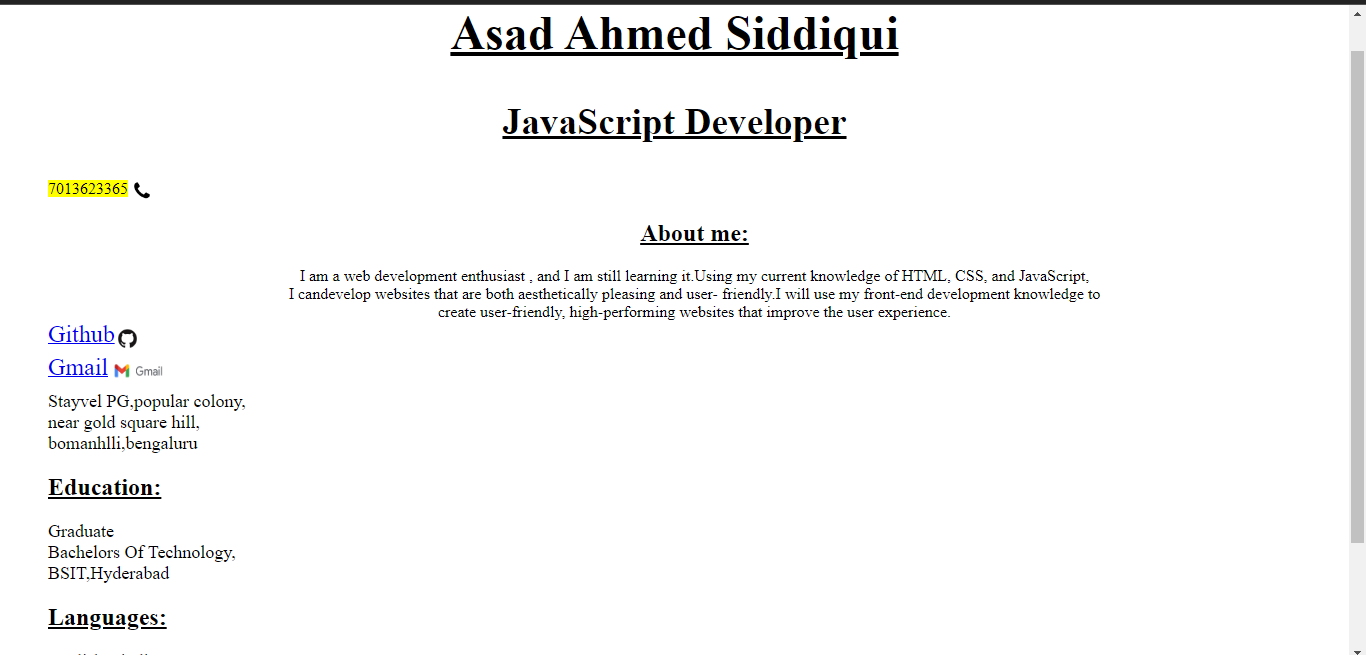 Asad Ahmed Siddiqui
JavaScript Developer
7013623365
About me:
I am a web development enthusiast , and I am still learning it.Using my current knowledge of HTML, CSS, and JavaScript,
I candevelop websites that are both aesthetically pleasing and user- friendly.I will use my front-end development knowledge to
create user-friendly, high-performing websites that improve the user experience.
Github
Gmail Gmail
Stayvel PG,popular colony,
near gold square hill,
bomanhlli,bengaluru
Education:
Graduate
Bachelors Of Technology,
BSIT,Hyderabad
Languages: